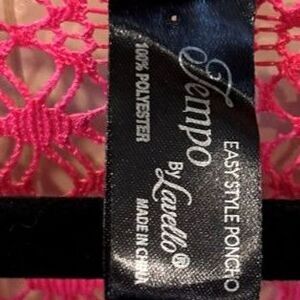 EASY STYLE PONCHO
Tempo
By Lavello®
100% POLYESTER
MADE IN CHINA